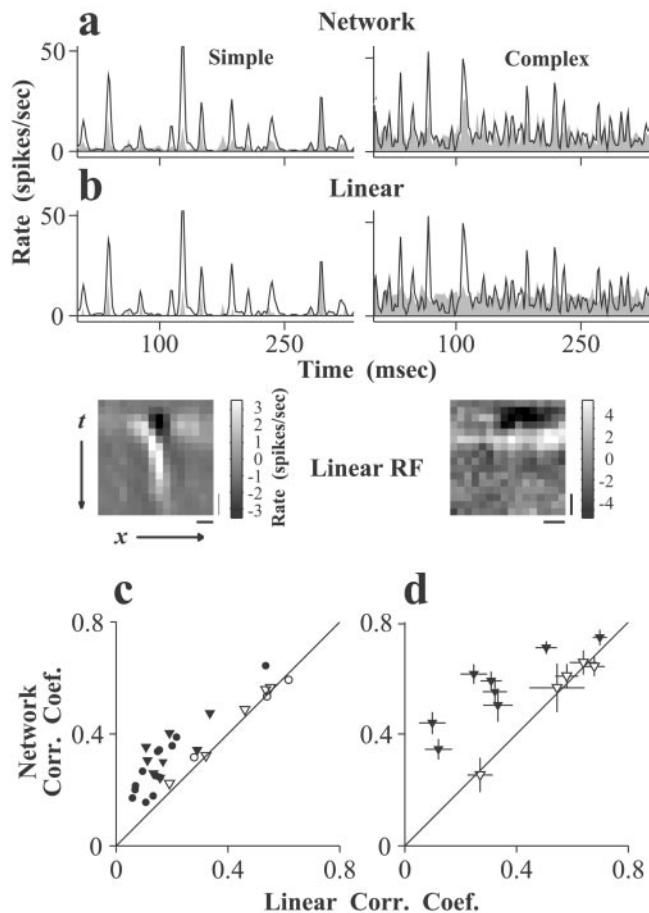 a Network
Simple Complex
50
0
b Linear
50
0
Rate (spikes/sec)
100 250 100 250
Time (msec)
t
x
3
2
1
0
-1
-2
-3
Rate (spikes/sec)
Linear RF
4
2
0
-2
-4
c d
0.8 0.8
0.4 0.4
0 0
Network
Corr. Coef.
0 0.4 0.8 0 0.4 0.8
Linear Corr. Coef.